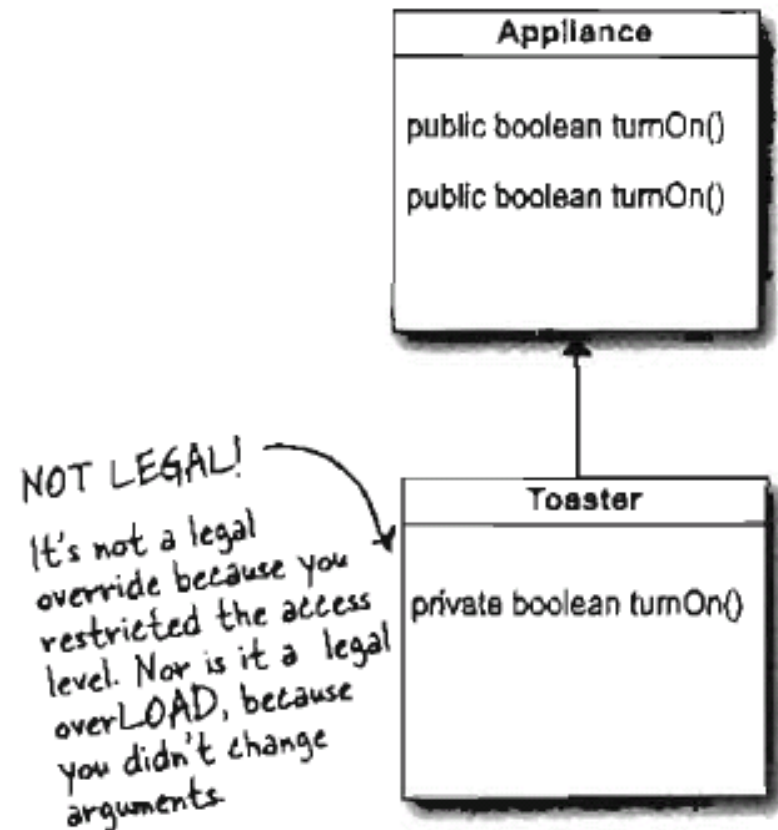 Appliance
public boolean turnOn()
public boolean turnOn()
NOT LEGAL!
It's not a legal
override because you
restricted the access
level. Nor is it a legal
overLOAD, because
you didn't change
arguments.
Toaster
private boolean turnOn()